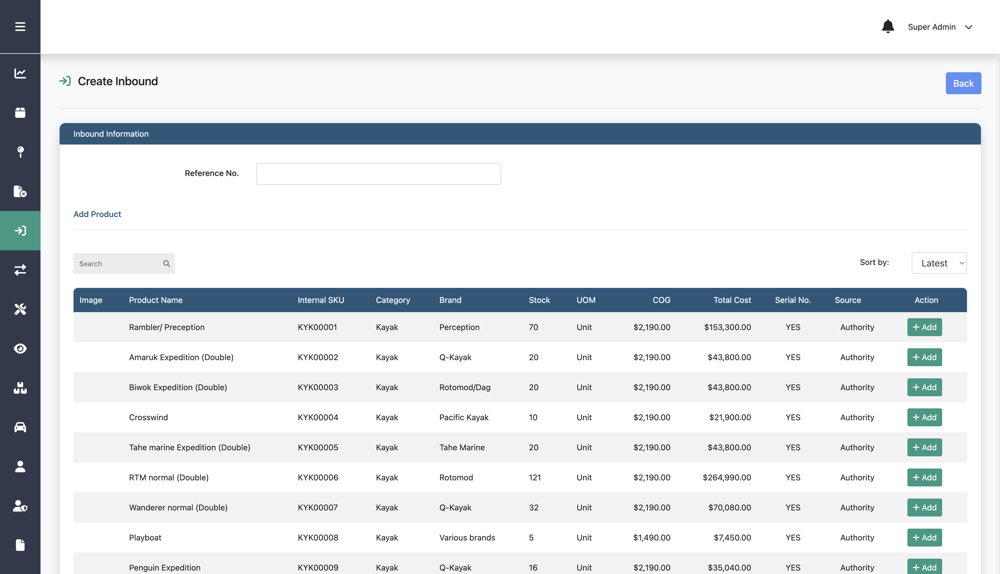 Super Admin
Create Inbound
Back
Inbound Information
Reference No.
Add Product
Search
Sort by:
Latest
Image Product Name Internal SKU Category Brand Stock UOM COG Total Cost Serial No. Source Action
Rambler/ Preception KYK00001 Kayak Perception 70 Unit $2,190.00 $153,300.00 YES Authority + Add
Amaruk Expedition (Double) KYK00002 Kayak Q-Kayak 20 Unit $2,190.00 $43,800.00 YES Authority + Add
Biwok Expedition (Double) KYK00003 Kayak Rotomod/Dag 20 Unit $2,190.00 $43,800.00 YES Authority + Add
Crosswind KYK00004 Kayak Pacific Kayak 10 Unit $2,190.00 $21,900.00 YES Authority + Add
Tahe marine Expedition (Double) KYK00005 Kayak Tahe Marine 20 Unit $2,190.00 $43,800.00 YES Authority + Add
RTM normal (Double) KYK00006 Kayak Rotomod 121 Unit $2,190.00 $264,990.00 YES Authority + Add
Wanderer normal (Double) KYK00007 Kayak Q-Kayak 32 Unit $2,190.00 $70,080.00 YES Authority + Add
Playboat KYK00008 Kayak Various brands 5 Unit $1,490.00 $7,450.00 YES Authority + Add
Penguin Expedition KYK00009 Kayak Q-Kayak 16 Unit $2,190.00 $35,040.00 YES Authority + Add